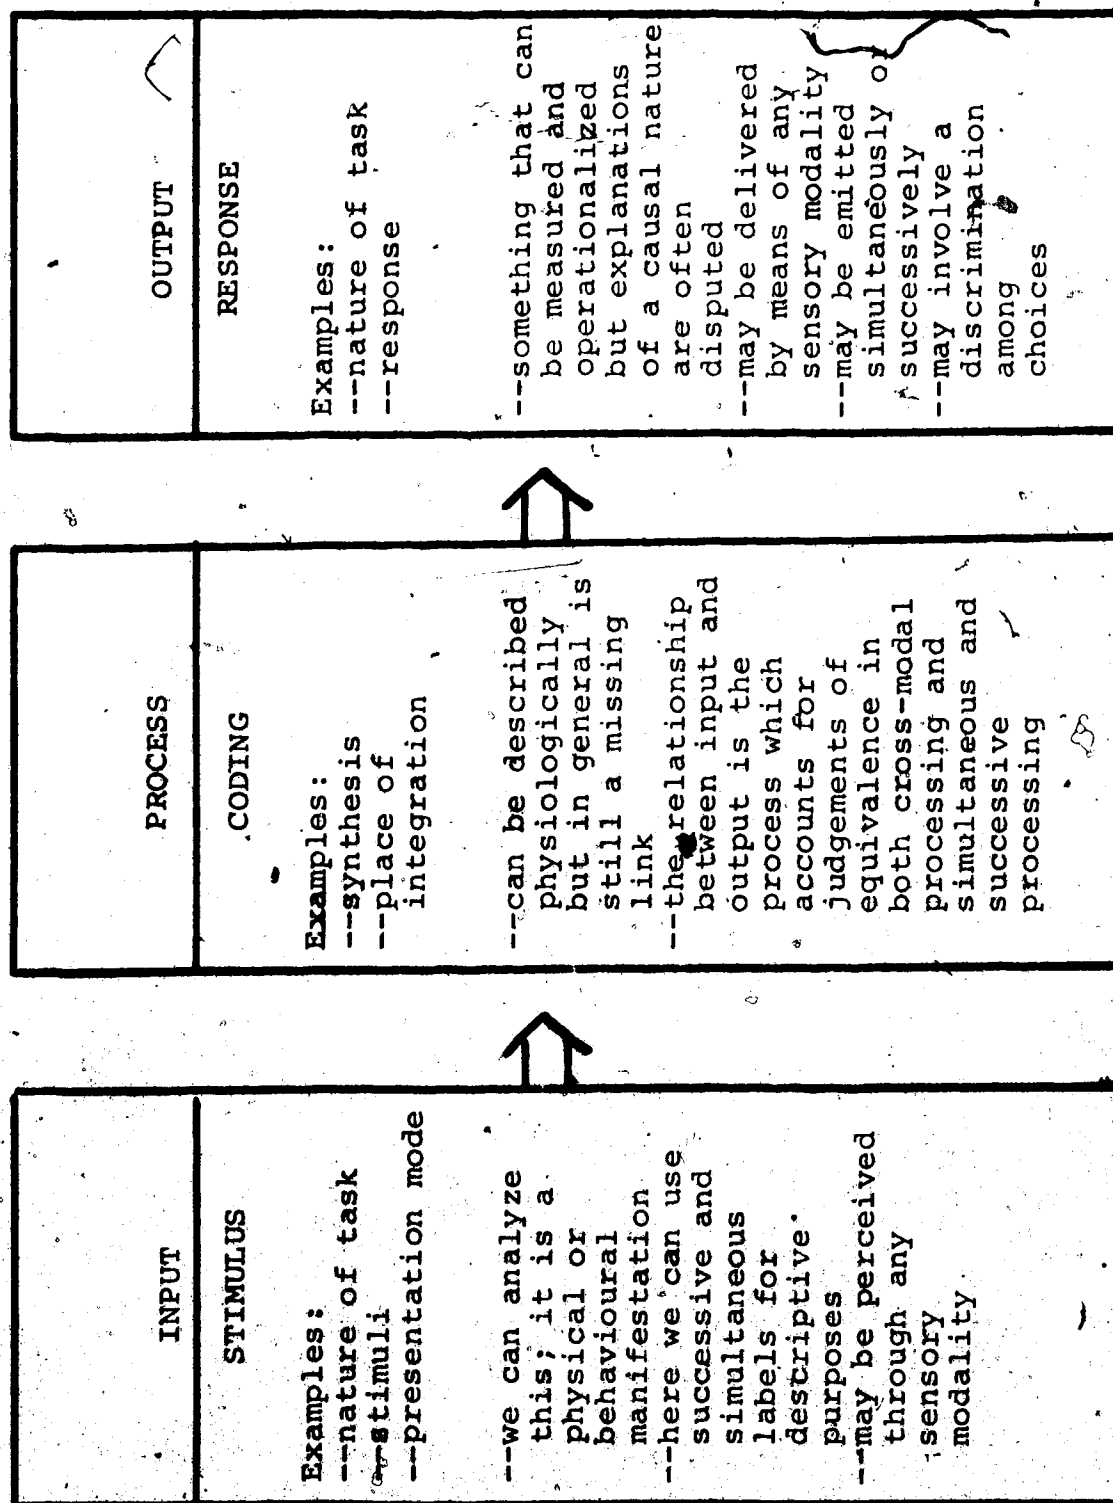 INPUT
STIMULUS
Examples:
--nature of task
--stimuli
--presentation mode
--we can analyze
this; it is a
physical or
behavioural
manifestation
--here we can use
successive and
simultaneous
labels for
descriptive
purposes
--may be perceived
through any
sensory
modality
PROCESS
CODING
Examples:
--synthesis
--place of
integration
--can be described
physiologically
but in general is
still a missing
link
--the relationship
between input and
output is the
process which
accounts for
judgements of
equivalence in
both cross-modal
processing and
simultaneous and
successive
processing
OUTPUT
RESPONSE
Examples:
--nature of task
--response
--something that can
be measured and
operationalized
but explanations
of a causal nature
are often
disputed
--may be delivered
by means of any
sensory modality
--may be emitted
simultaneously or
successively
--may involve a
discrimination
among
choices